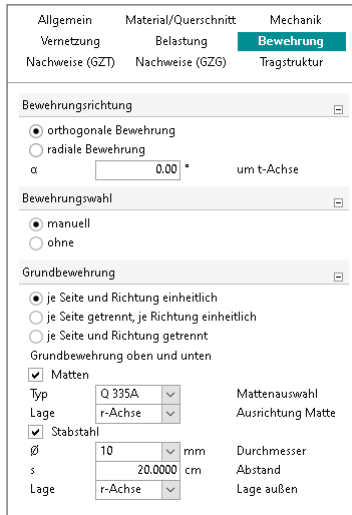 Allgemein Material/Querschnitt Mechanik
Vernetzung Belastung Bewehrung
Nachweise (GZT) Nachweise (GZG) Tragstruktur
Bewehrungsrichtung
orthogonale Bewehrung
radiale Bewehrung
α 0.00 ° um t-Achse
Bewehrungswahl
manuell
ohne
Grundbewehrung
je Seite und Richtung einheitlich
je Seite getrennt, je Richtung einheitlich
je Seite und Richtung getrennt
Grundbewehrung oben und unten
Matten
Typ Q 335A Mattenauswahl
Lage r-Achse Ausrichtung Matte
Stabstahl
Ø 10 mm Durchmesser
s 20.0000 cm Abstand
Lage r-Achse Lage außen